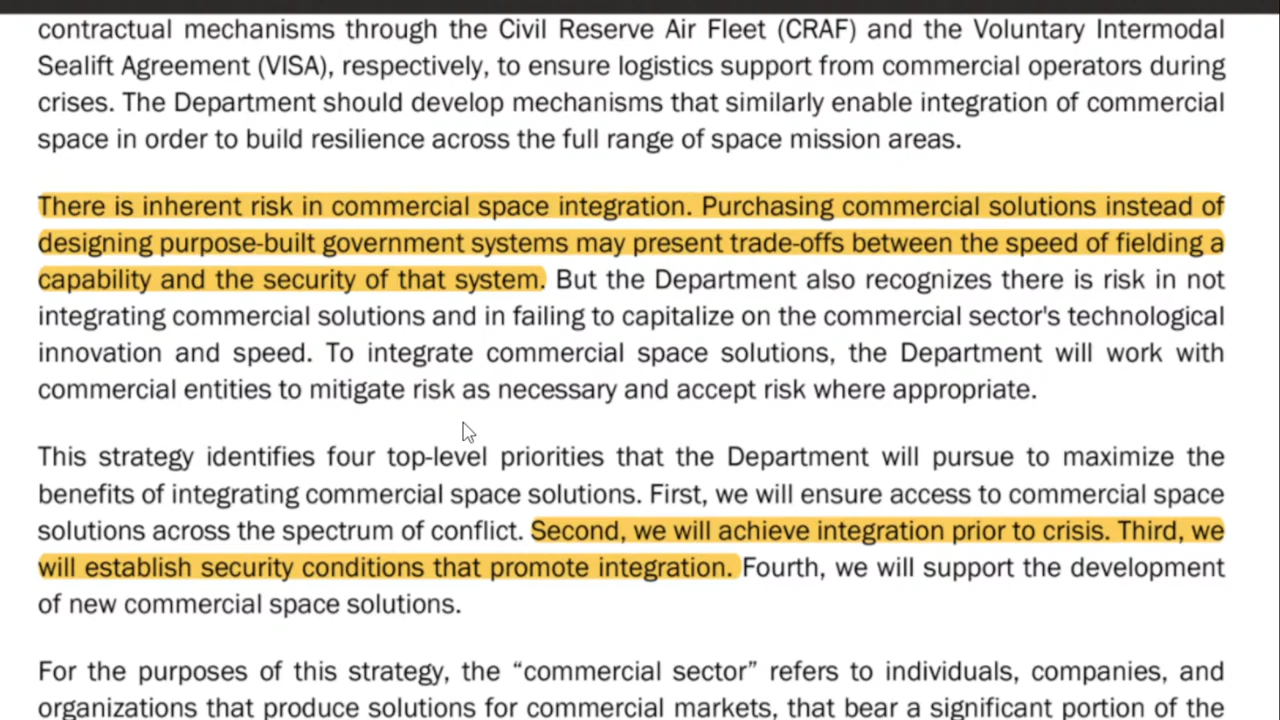 contractual mechanisms through the Civil Reserve Air Fleet (CRAF) and the Voluntary Intermodal
Sealift Agreement (VISA), respectively, to ensure logistics support from commercial operators during
crises. The Department should develop mechanisms that similarly enable integration of commercial
space in order to build resilience across the full range of space mission areas.
There is inherent risk in commercial space integration. Purchasing commercial solutions instead of
designing purpose-built government systems may present trade-offs between the speed of fielding a
capability and the security of that system. But the Department also recognizes there is risk in not
integrating commercial solutions and in failing to capitalize on the commercial sector's technological
innovation and speed. To integrate commercial space solutions, the Department will work with
commercial entities to mitigate risk as necessary and accept risk where appropriate.
This strategy identifies four top-level priorities that the Department will pursue to maximize the
benefits of integrating commercial space solutions. First, we will ensure access to commercial space
solutions across the spectrum of conflict. Second, we will achieve integration prior to crisis. Third, we
will establish security conditions that promote integration. Fourth, we will support the development
of new commercial space solutions.
For the purposes of this strategy, the “commercial sector” refers to individuals, companies, and
organizations that produce solutions for commercial markets, that bear a significant portion of the